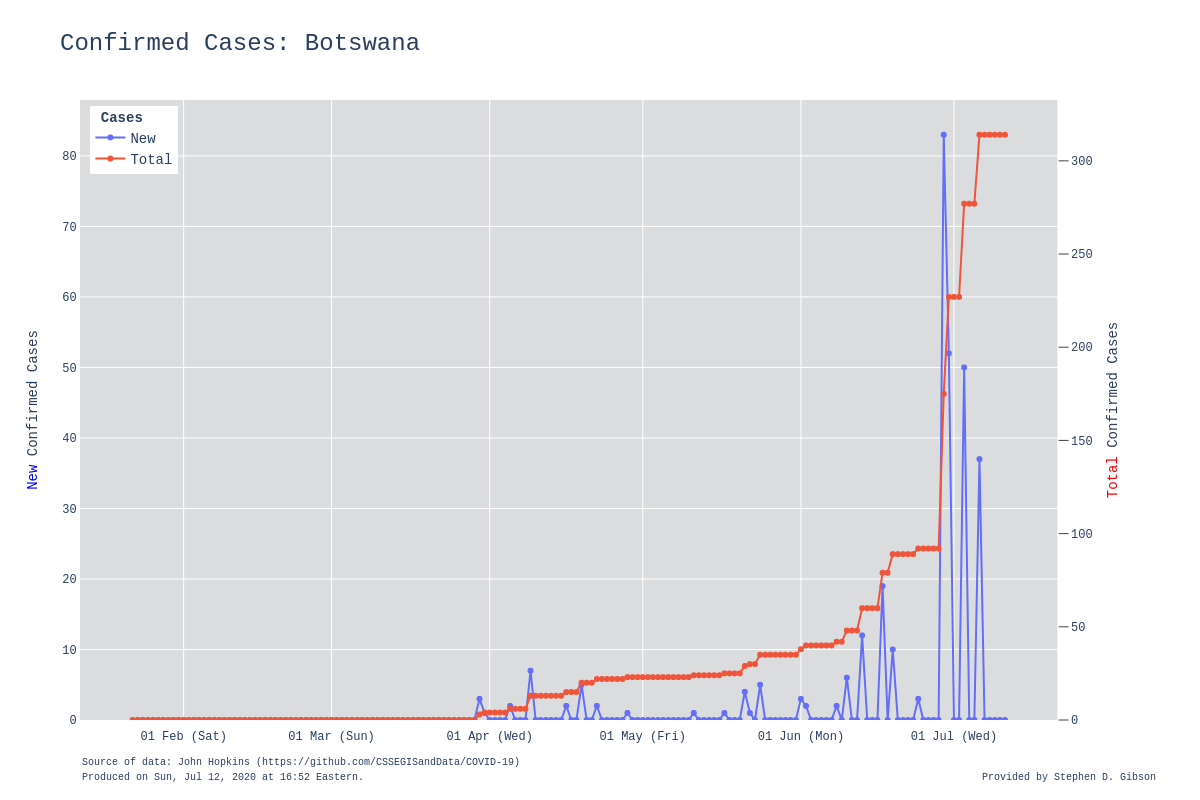 Confirmed Cases: Botswana
Cases
New
Total
80
70
60
50
40
30
20
10
0
New Confirmed Cases
300
250
200
150
100
50
0
Total Confirmed Cases
01 Feb (Sat)
01 Mar (Sun)
01 Apr (Wed)
01 May (Fri)
01 Jun (Mon)
01 Jul (Wed)
Source of data: John Hopkins (https://github.com/CSSEGISandData/COVID-19)
Produced on Sun, Jul 12, 2020 at 16:52 Eastern.
Provided by Stephen D. Gibson